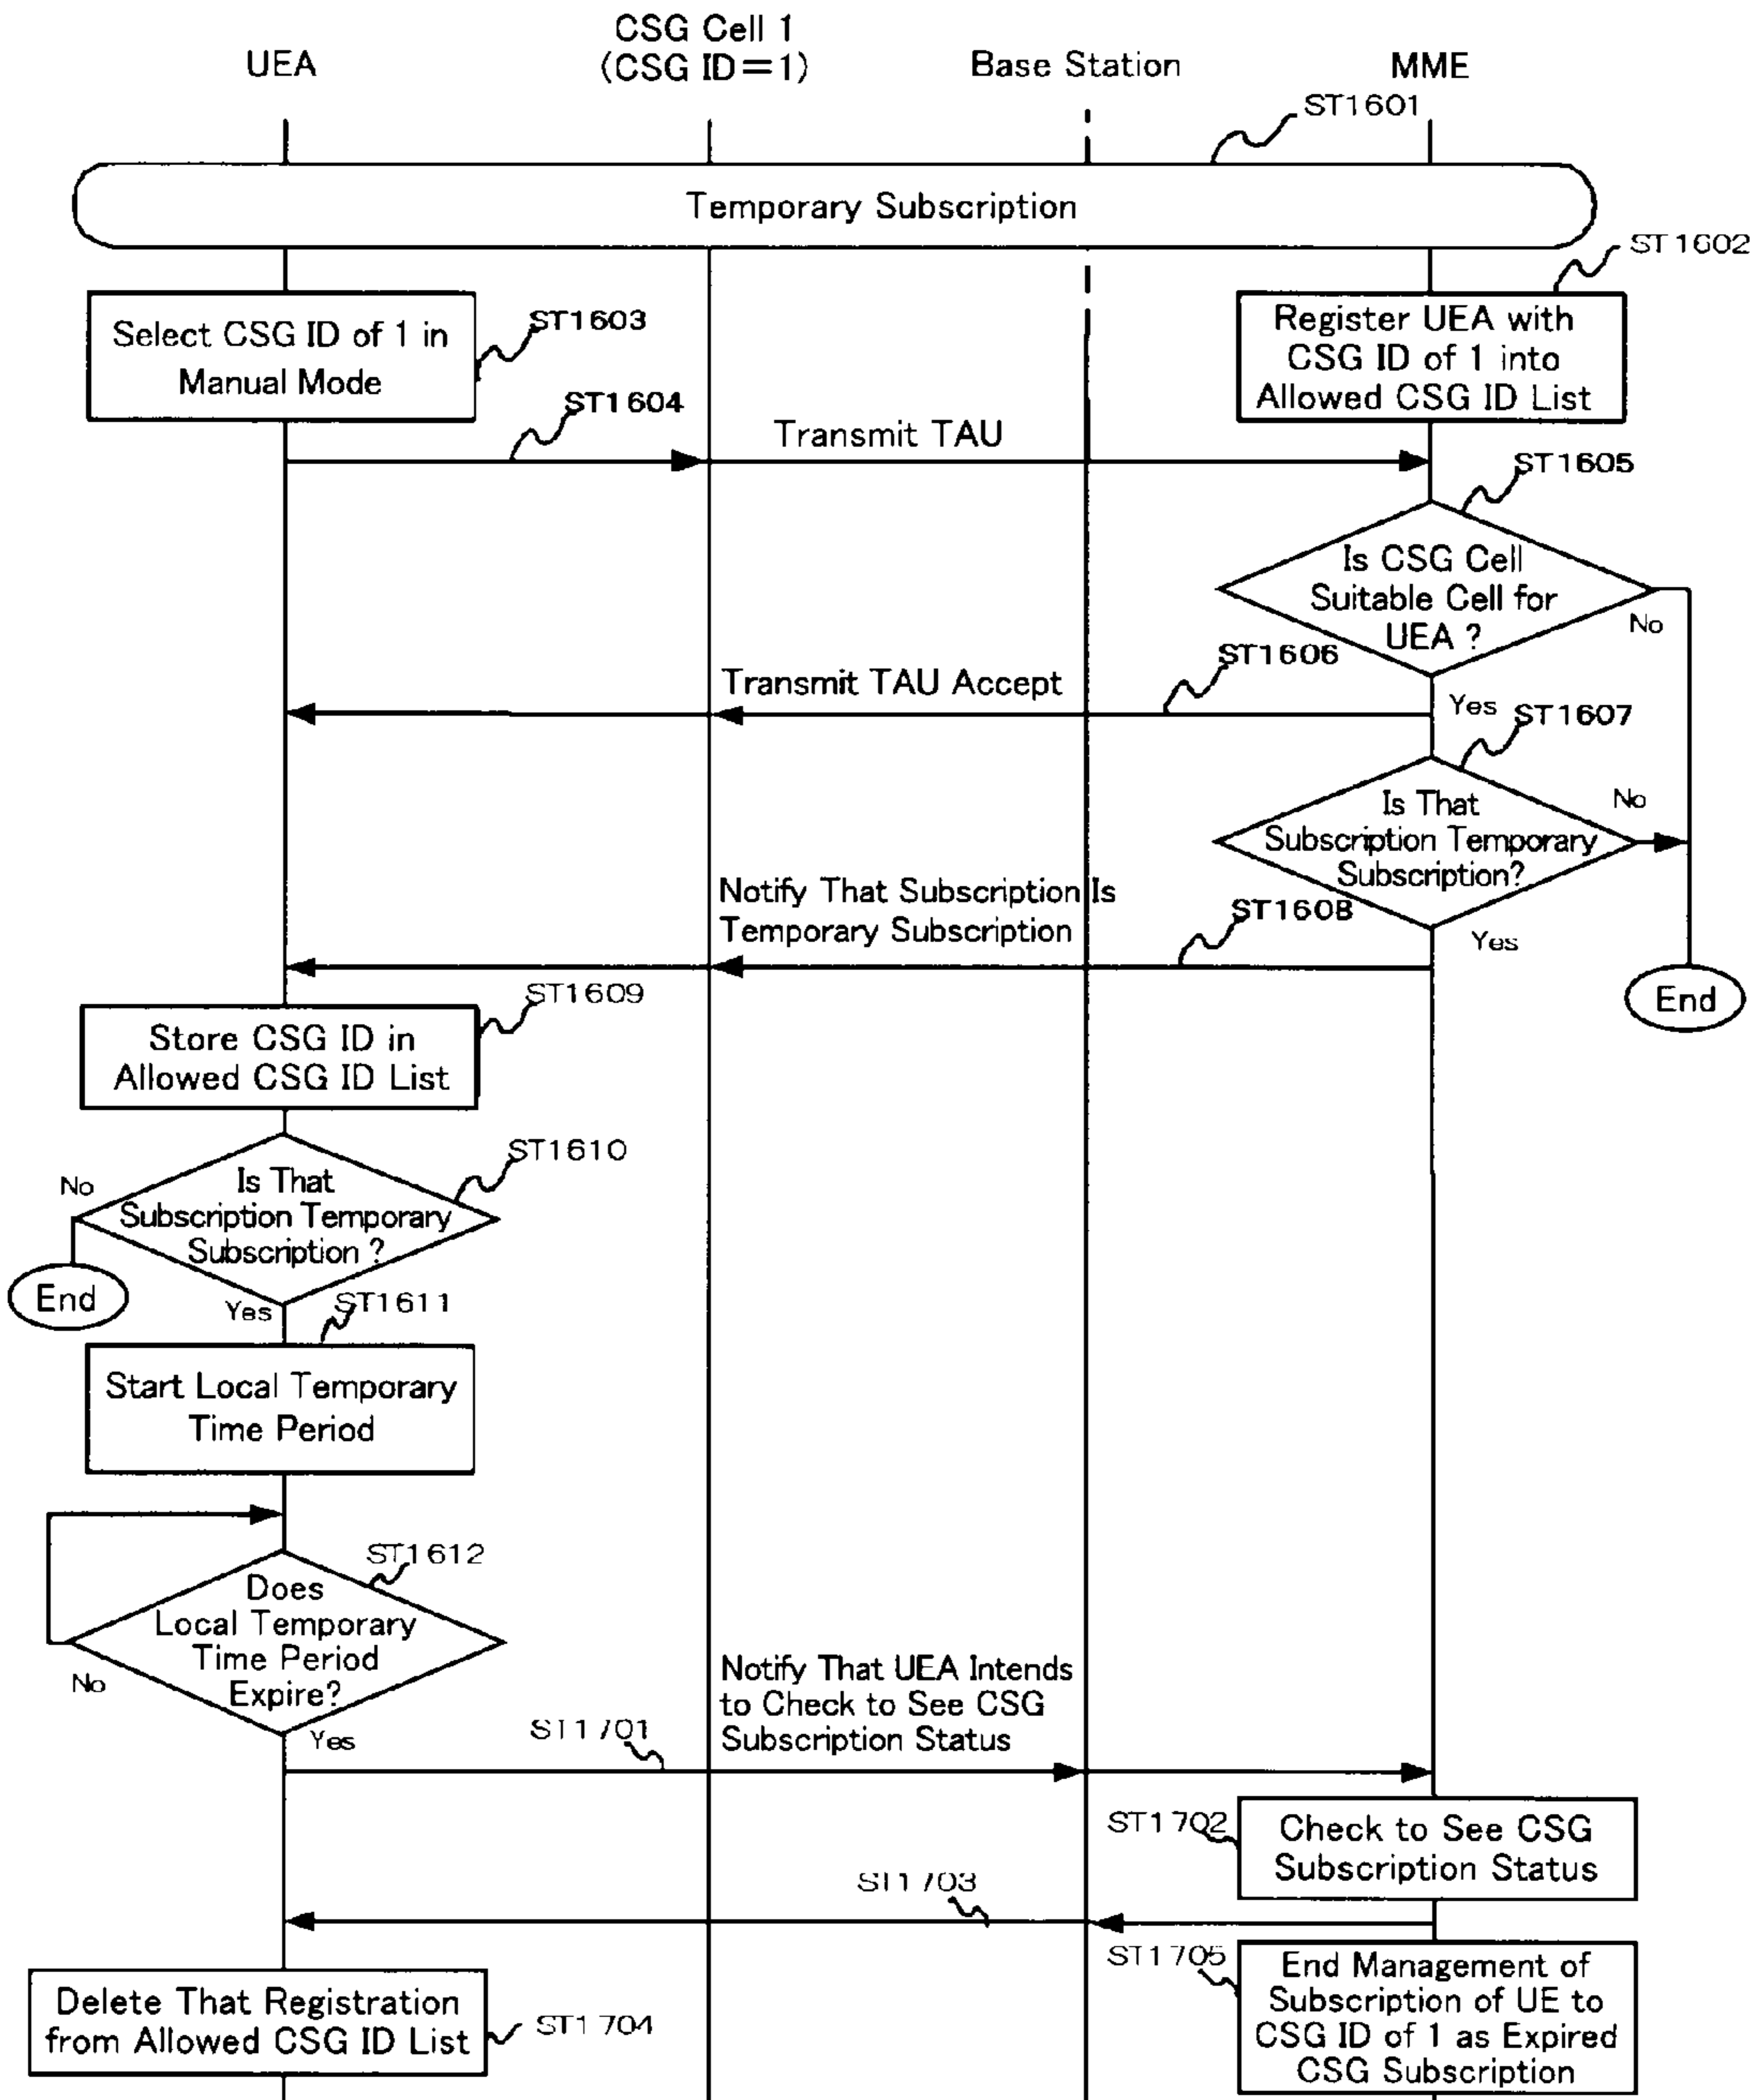 UEA
CSG Cell 1
(CSG ID=1)
Base Station
MME
ST1601
Temporary Subscription
ST1602
Select CSG ID of 1 in
Manual Mode
ST1603
Register UEA with
CSG ID of 1 into
Allowed CSG ID List
ST1604
Transmit TAU
ST1605
Is CSG Cell
Suitable Cell for
UEA ?
No
ST1606
Transmit TAU Accept
Yes
ST1607
Is That
Subscription Temporary
Subscription?
No
Notify That Subscription Is
Temporary Subscription
ST1608
Yes
End
ST1609
Store CSG ID in
Allowed CSG ID List
ST1610
No
Is That
Subscription Temporary
Subscription ?
End
Yes
ST1611
Start Local Temporary
Time Period
ST1612
Does
Local Temporary
Time Period
Expire?
No
Yes
Notify That UEA Intends
to Check to See CSG
Subscription Status
ST1701
ST1702
Check to See CSG
Subscription Status
ST1703
ST1705
End Management of
Subscription of UE to
CSG ID of 1 as Expired
CSG Subscription
Delete That Registration
from Allowed CSG ID List
ST1704